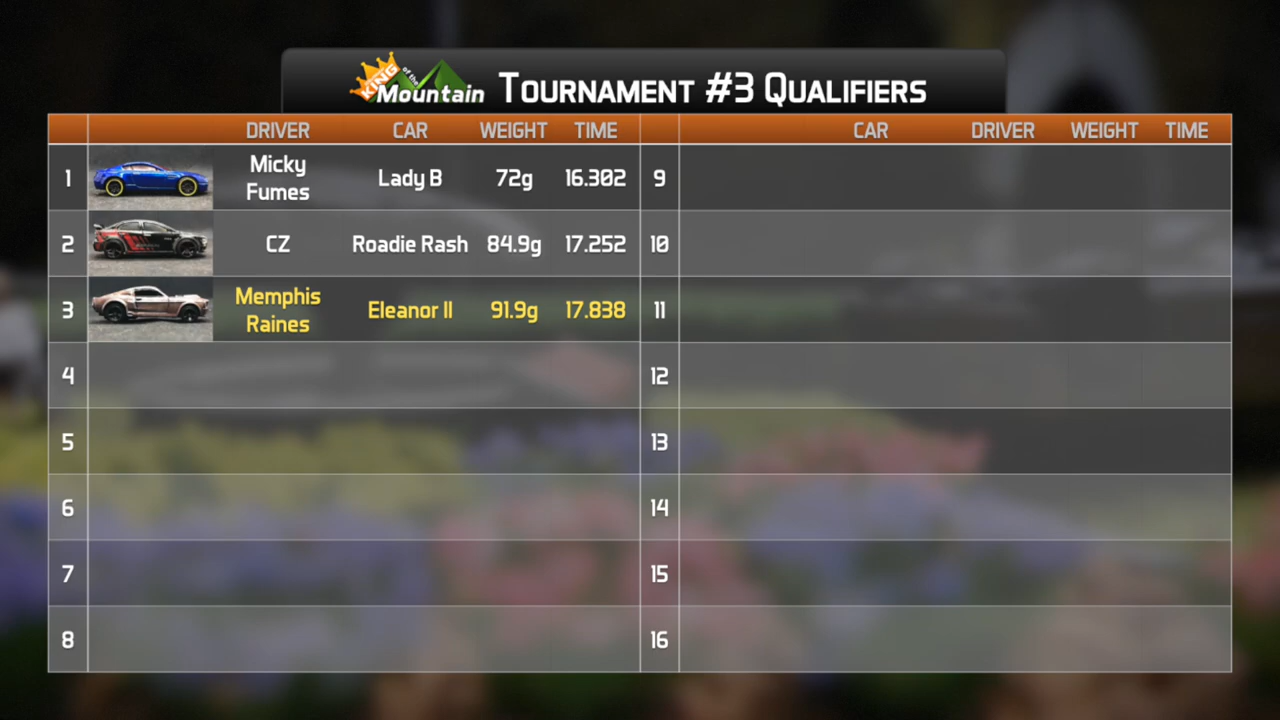 KING of the Mountain TOURNAMENT #3 QUALIFIERS
DRIVER CAR WEIGHT TIME CAR DRIVER WEIGHT TIME
1 Micky Fumes Lady B 72g 16.302 9
2 CZ Roadie Rash 84.9g 17.252 10
3 Memphis Raines Eleanor II 91.9g 17.838 11
4 12
5 13
6 14
7 15
8 16